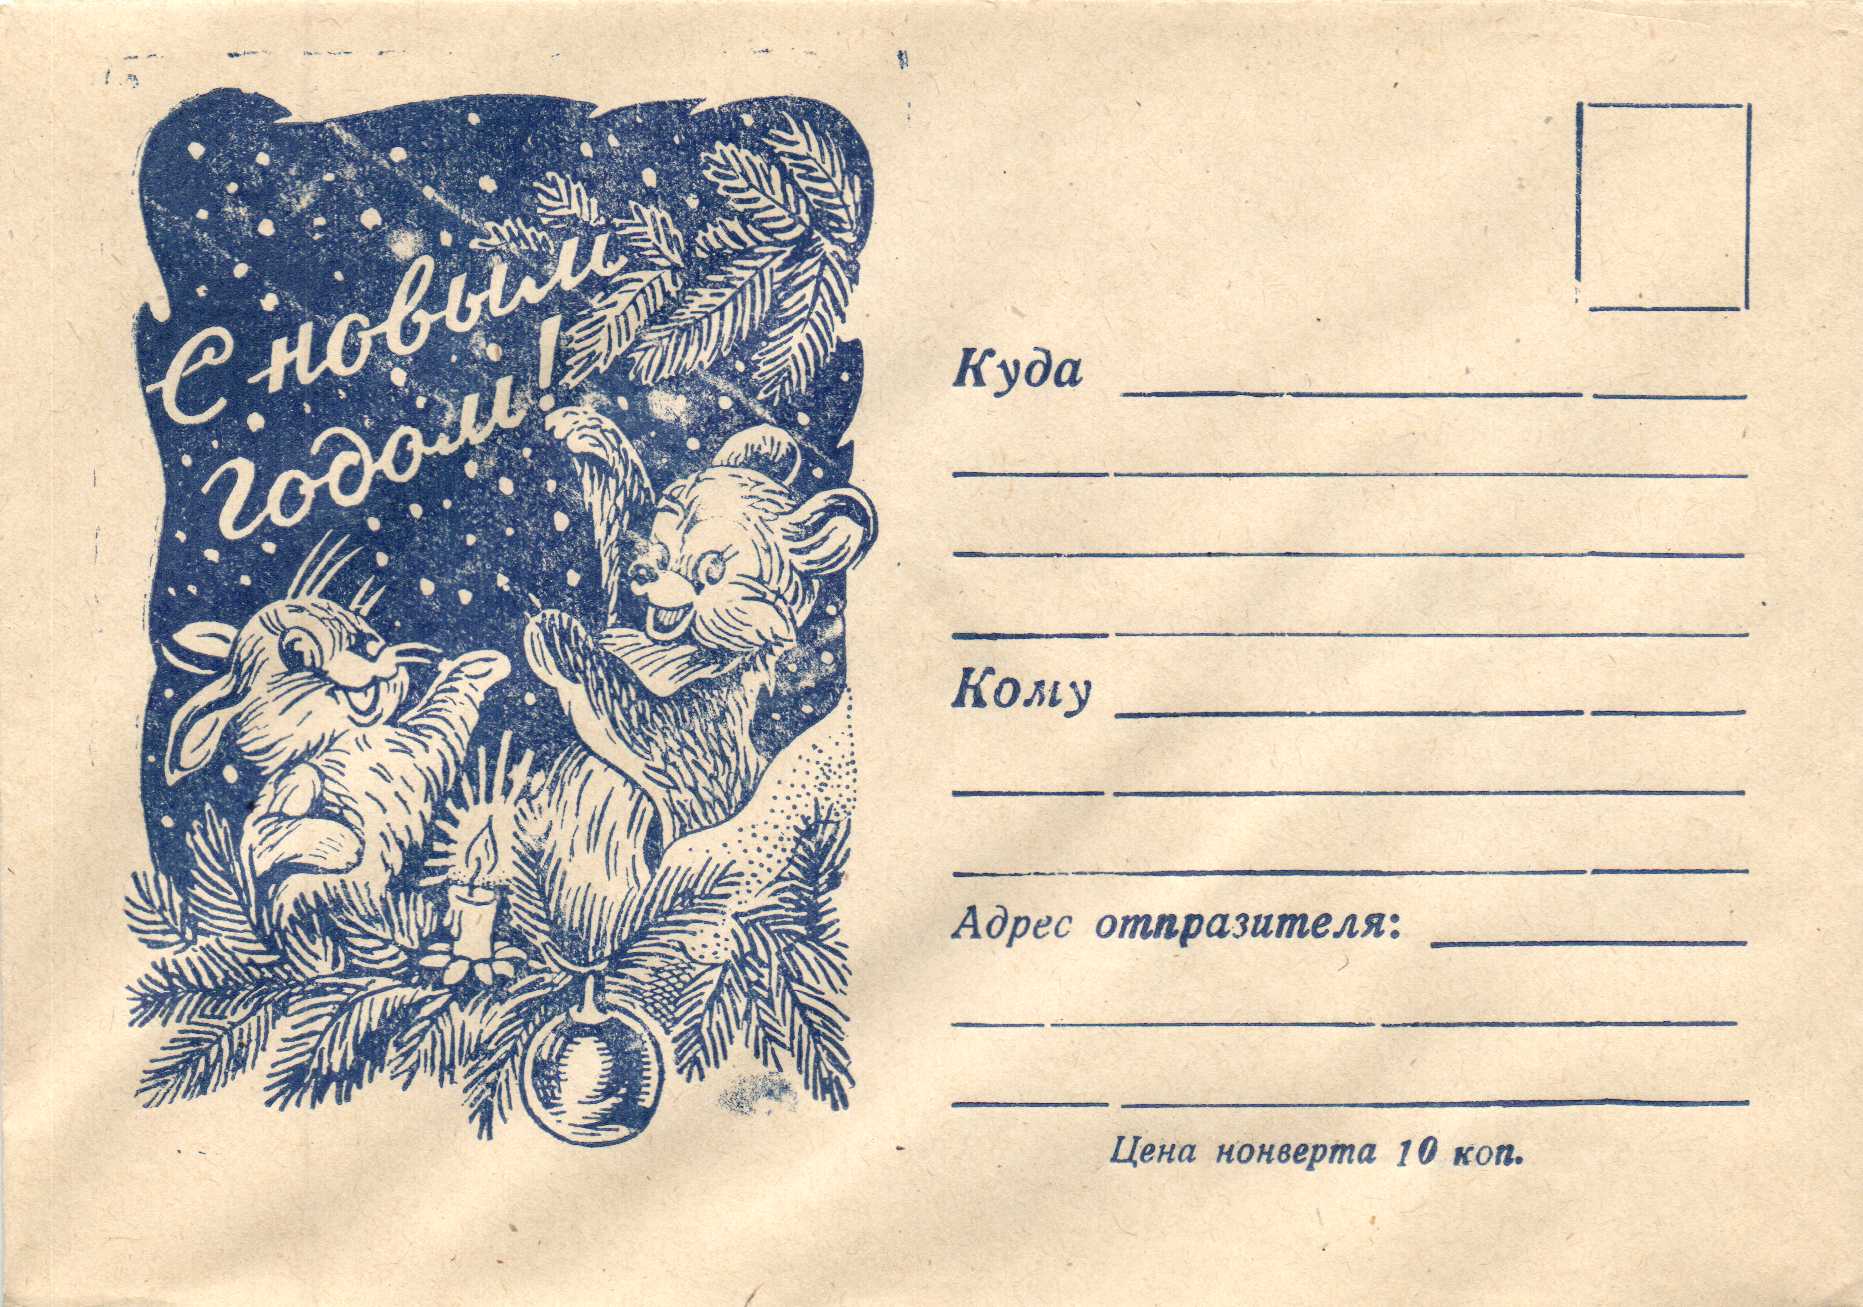 С новым
годом!
Куда
Кому
Адрес отпразителя:
Цена нонверта 10 коп.